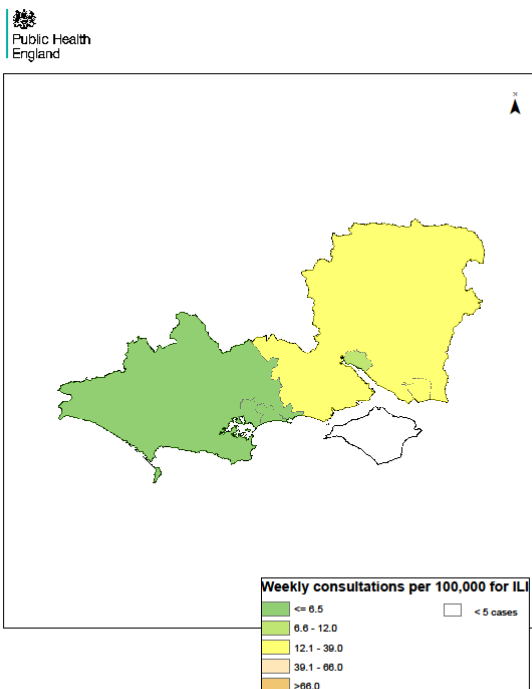 Public Health
England
Weekly consultations per 100,000 for ILI
<= 6.5
< 5 cases
6.6 - 12.0
12.1 - 39.0
39.1 - 66.0
>66.0